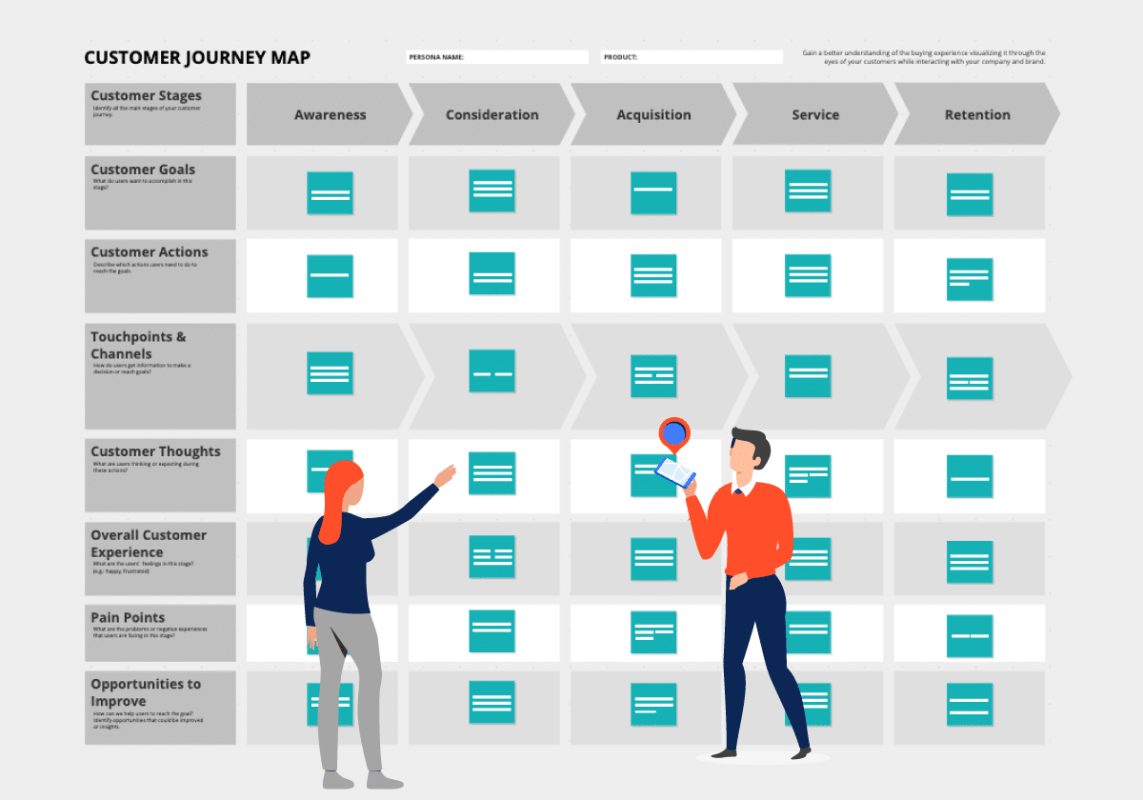 CUSTOMER JOURNEY MAP
PERSONA NAME:
PRODUCT:
Gain a better understanding of the buying experience visualizing it through the
eyes of your customers while interacting with your company and brand.
Customer Stages
Identify all the main stages of your customer
journey.
Awareness
Consideration
Acquisition
Service
Retention
Customer Goals
What do users want to accomplish in this
stage?
Customer Actions
Describe which actions users need to do to
reach the goals.
Touchpoints &
Channels
How do users get information to make a
decision or reach goals?
Customer Thoughts
What are users thinking or expecting during
these actions?
Overall Customer
Experience
What are the users' feelings in this stage?
(e.g.: happy, frustrated)
Pain Points
What are the problems or negative experiences
that users are facing in this stage?
Opportunities to
Improve
How can we help users to reach the goal?
Identify opportunities that could be improved
or insights.